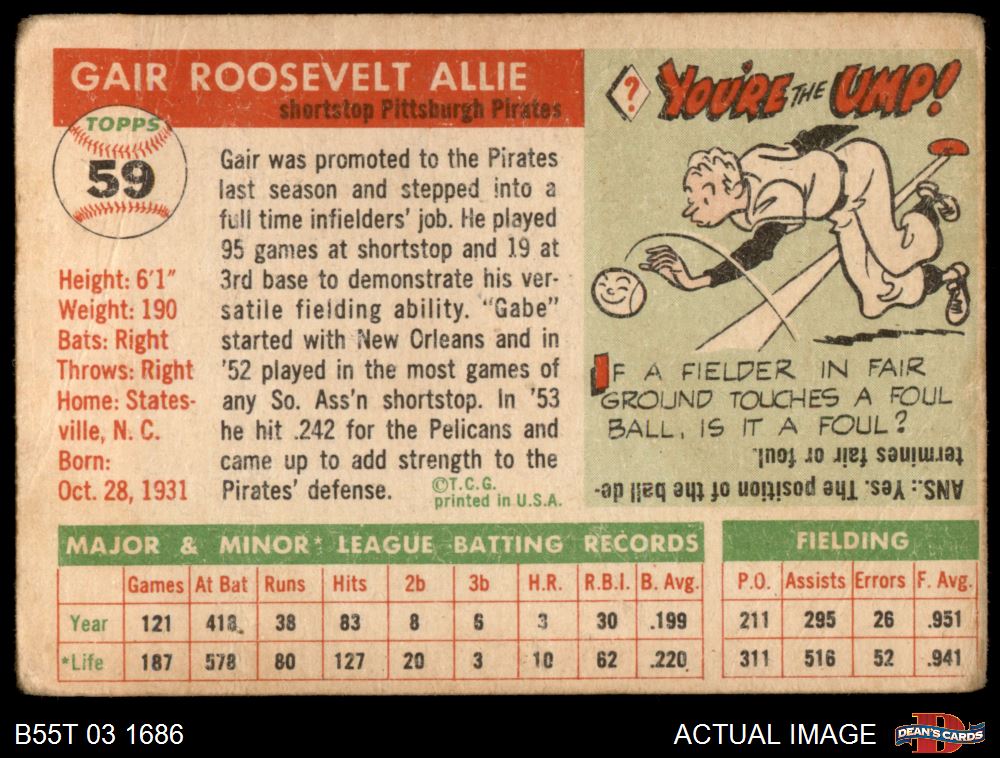 GAIR ROOSEVELT ALLIE
shortstop Pittsburgh Pirates
TOPPS
59
Height: 6'1"
Weight: 190
Bats: Right
Throws: Right
Home: States-
ville, N. C.
Born:
Oct. 28, 1931
Gair was promoted to the Pirates
last season and stepped into a
full time infielders' job. He played
95 games at shortstop and 19 at
3rd base to demonstrate his ver-
satile fielding ability. "Gabe"
started with New Orleans and in
'52 played in the most games of
any So. Ass'n shortstop. In '53
he hit .242 for the Pelicans and
came up to add strength to the
Pirates' defense.
©T.C.G.
printed in U.S.A.
? YOU'RE THE UMP!
IF A FIELDER IN FAIR
GROUND TOUCHES A FOUL
BALL, IS IT A FOUL?
ANS.: Yes. The position of the ball de-
termines fair or foul.
MAJOR & MINOR* LEAGUE BATTING RECORDS
Games At Bat Runs Hits 2b 3b H.R. R.B.I. B. Avg.
Year 121 418 38 83 8 6 3 30 .199
*Life 187 578 80 127 20 3 10 62 .220
FIELDING
P.O. Assists Errors F. Avg.
211 295 26 .951
311 516 52 .941
B55T 03 1686
ACTUAL IMAGE
D
DEAN'S CARDS